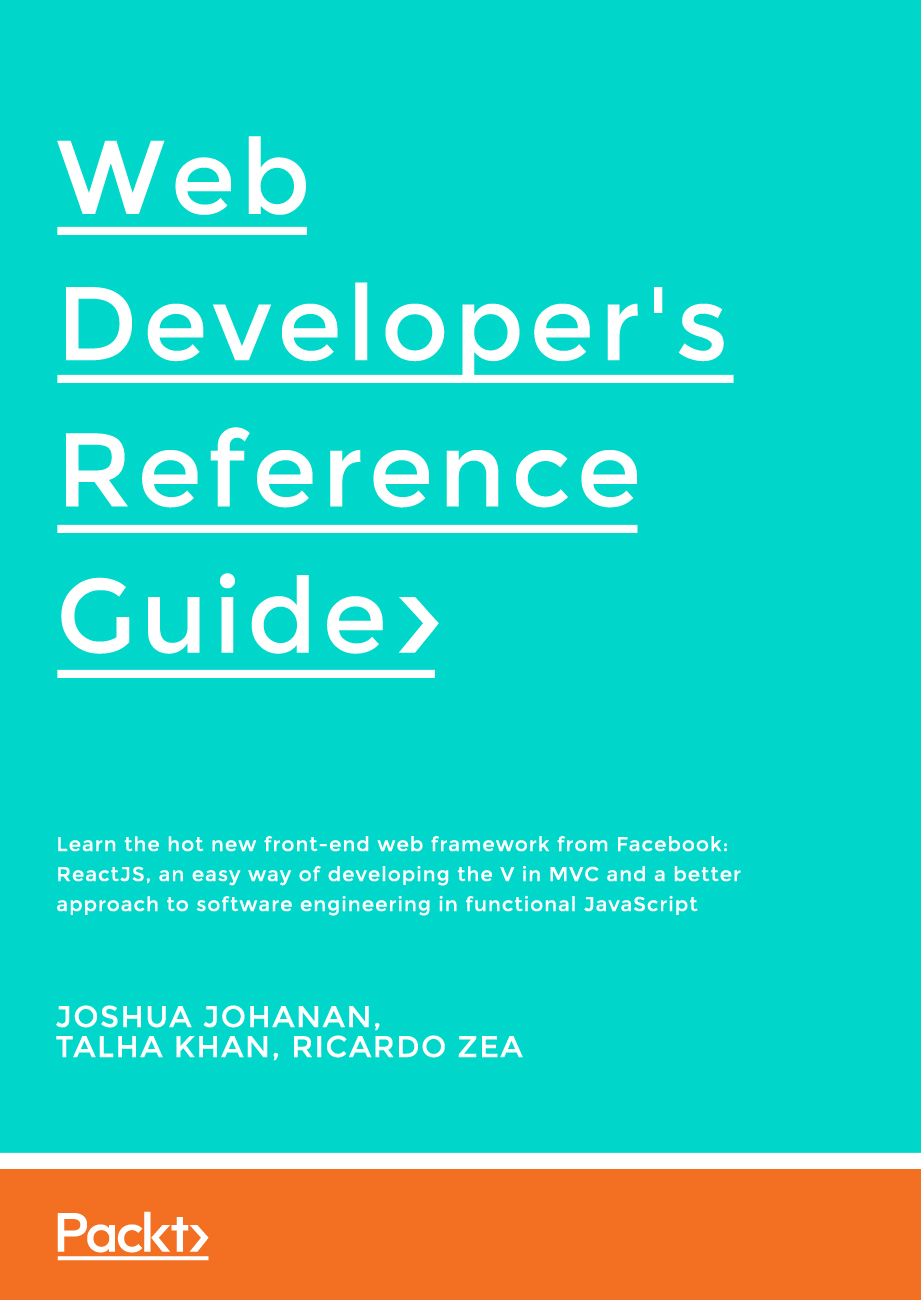 Web
Developer's
Reference
Guide>
Learn the hot new front-end web framework from Facebook:
ReactJS, an easy way of developing the V in MVC and a better
approach to software engineering in functional JavaScript
JOSHUA JOHANAN,
TALHA KHAN, RICARDO ZEA
Packt>